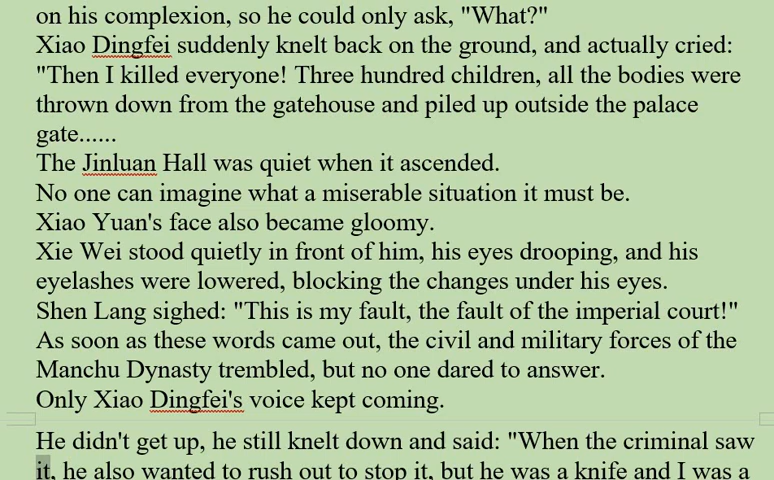 on his complexion, so he could only ask, "What?"
Xiao Dingfei suddenly knelt back on the ground, and actually cried:
"Then I killed everyone! Three hundred children, all the bodies were
thrown down from the gatehouse and piled up outside the palace
gate......
The Jinluan Hall was quiet when it ascended.
No one can imagine what a miserable situation it must be.
Xiao Yuan's face also became gloomy.
Xie Wei stood quietly in front of him, his eyes drooping, and his
eyelashes were lowered, blocking the changes under his eyes.
Shen Lang sighed: "This is my fault, the fault of the imperial court!"
As soon as these words came out, the civil and military forces of the
Manchu Dynasty trembled, but no one dared to answer.
Only Xiao Dingfei's voice kept coming.
He didn't get up, he still knelt down and said: "When the criminal saw
it, he also wanted to rush out to stop it, but he was a knife and I was a